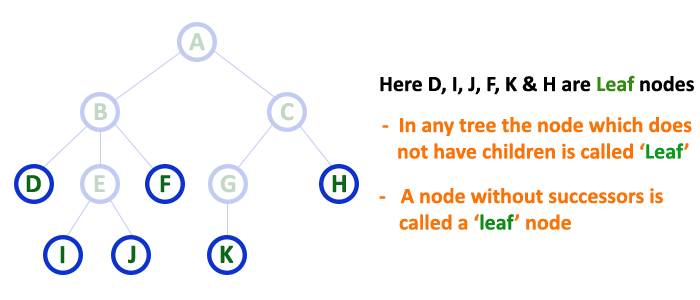 A
B
C
D
E
F
G
H
I
J
K
Here D, I, J, F, K & H are Leaf nodes
- In any tree the node which does
not have children is called ‘Leaf’
- A node without successors is
called a ‘leaf’ node